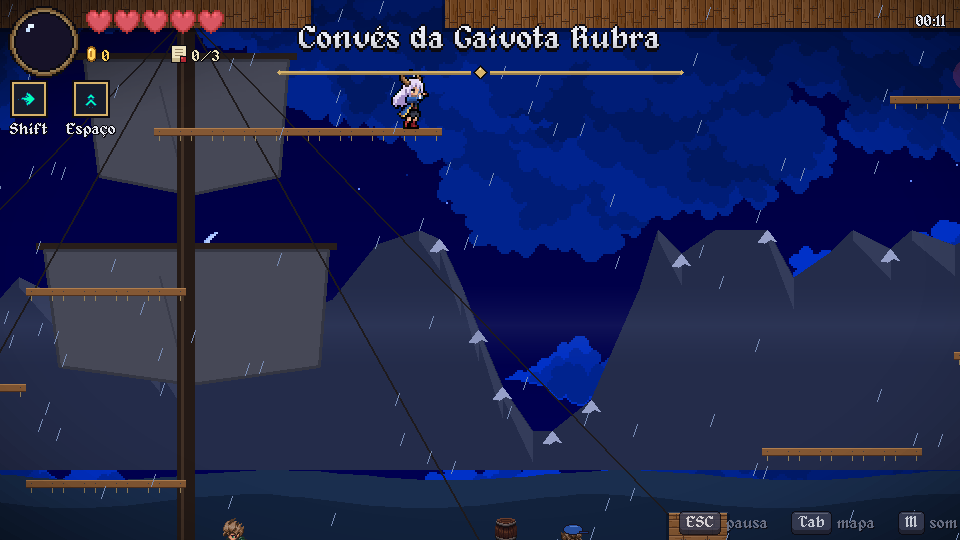 00:11
Convés da Gaivota Rubra
0
0/3
Shift
Espaço
ESC pausa
Tab mapa
M som